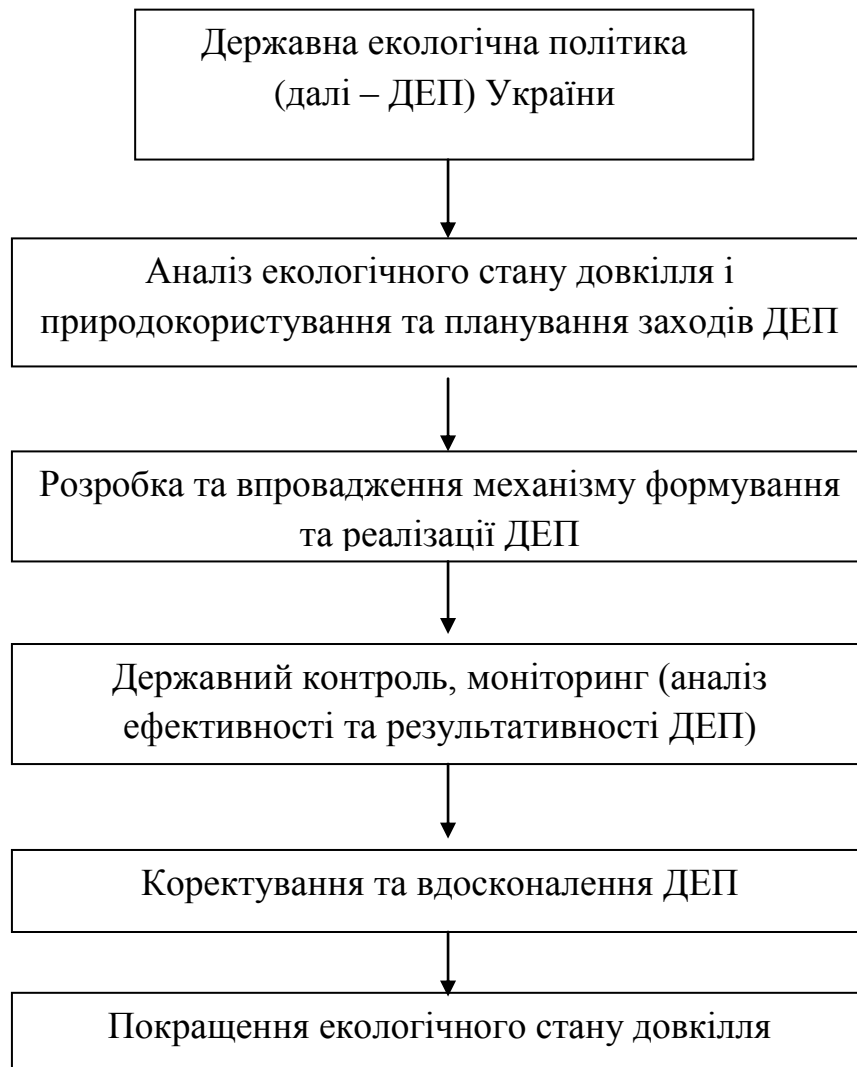 Державна екологічна політика
(далі – ДЕП) України
Аналіз екологічного стану довкілля і
природокористування та планування заходів ДЕП
Розробка та впровадження механізму формування
та реалізації ДЕП
Державний контроль, моніторинг (аналіз
ефективності та результативності ДЕП)
Коректування та вдосконалення ДЕП
Покращення екологічного стану довкілля